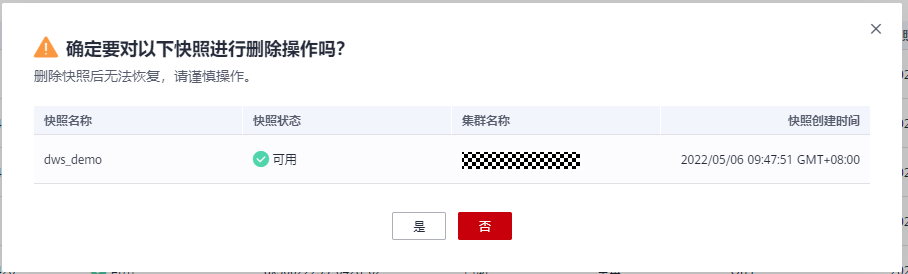 确定要对以下快照进行删除操作吗？
删除快照后无法恢复，请谨慎操作。
快照名称 快照状态 集群名称 快照创建时间
dws_demo 可用 2022/05/06 09:47:51 GMT+08:00
是 否